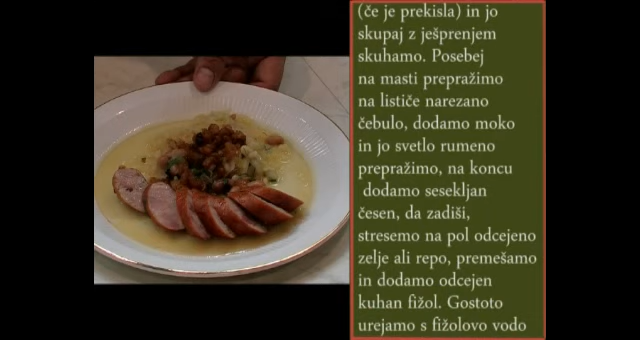 (če je prekisla) in jo
skupaj z ješprenjem
skuhamo. Posebej
na masti prepražimo
na lističe narezano
čebulo, dodamo moko
in jo svetlo rumeno
prepražimo, na koncu
dodamo sesekljan
česen, da zadiši,
stresemo na pol odcejeno
zelje ali repo, premešamo
in dodamo odcejen
kuhan fižol. Gostoto
urejamo s fižolovo vodo